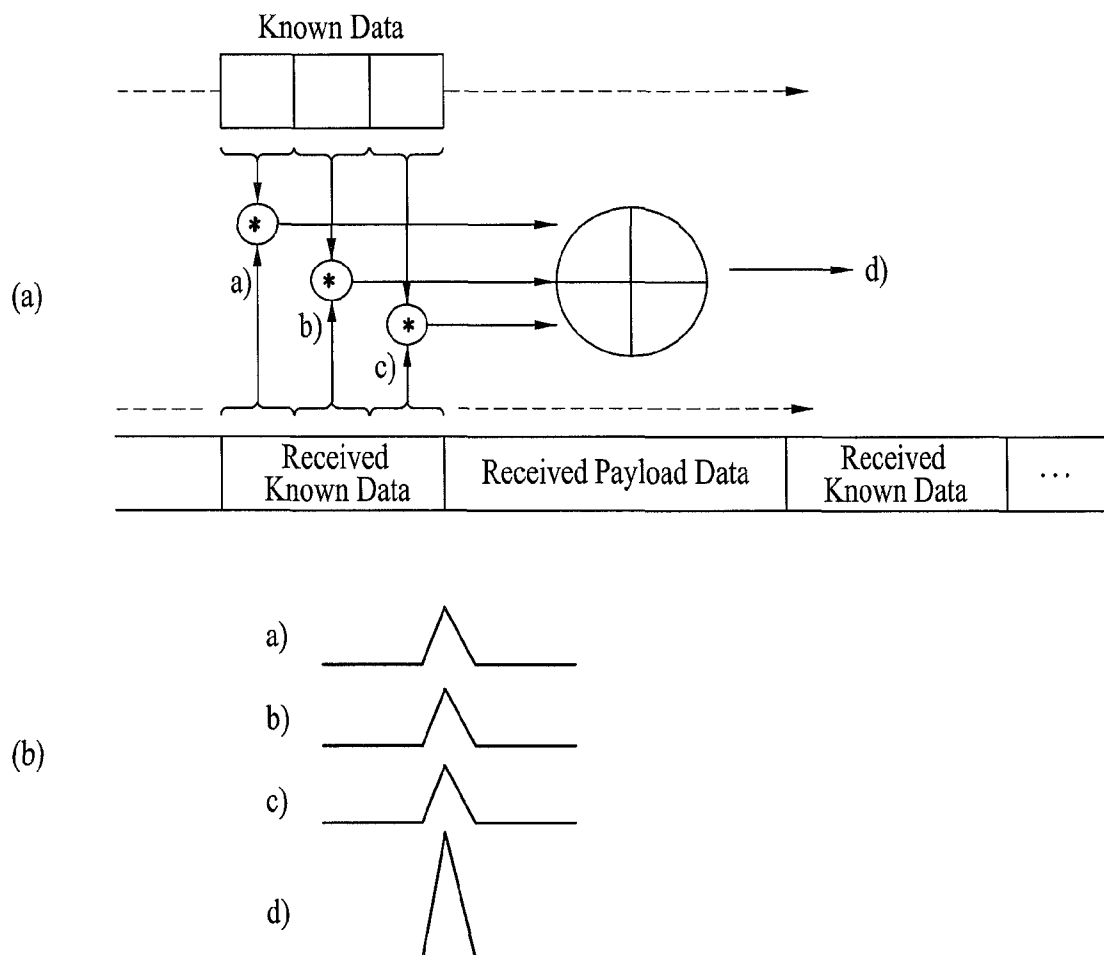 Known Data
*
a)
*
b)
*
c)
d)
(a)
Received
Known Data
Received Payload Data
Received
Known Data
...
a)
b)
(b)
c)
d)